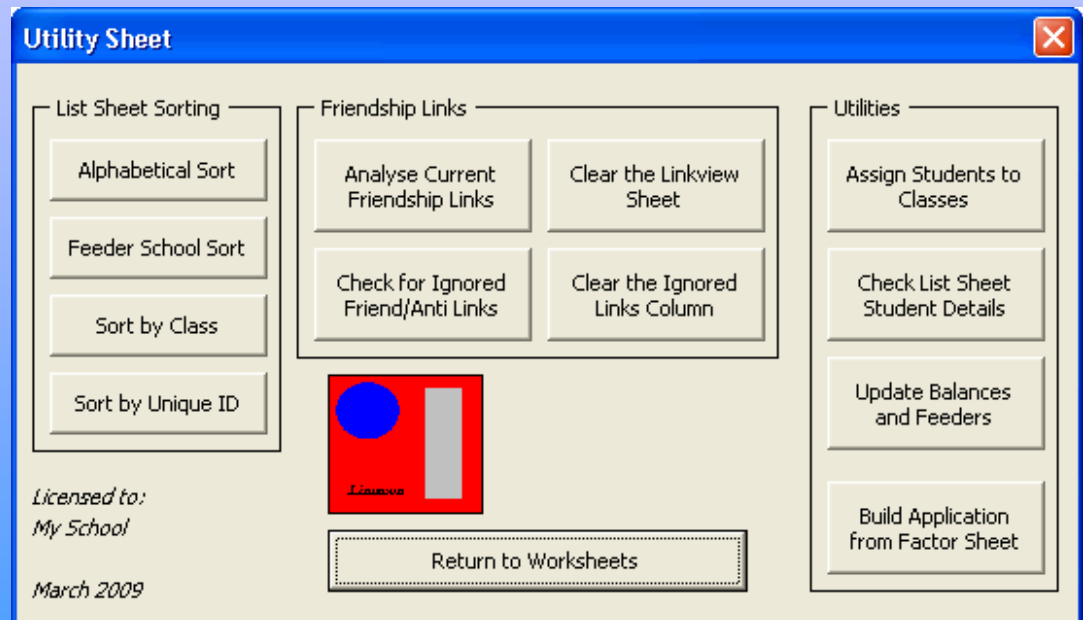 Utility Sheet
List Sheet Sorting
Alphabetical Sort
Feeder School Sort
Sort by Class
Sort by Unique ID
Friendship Links
Analyse Current
Friendship Links
Clear the Linkview
Sheet
Check for Ignored
Friend/Anti Links
Clear the Ignored
Links Column
Utilities
Assign Students to
Classes
Check List Sheet
Student Details
Update Balances
and Feeders
Build Application
from Factor Sheet
Licensed to:
My School
March 2009
Return to Worksheets